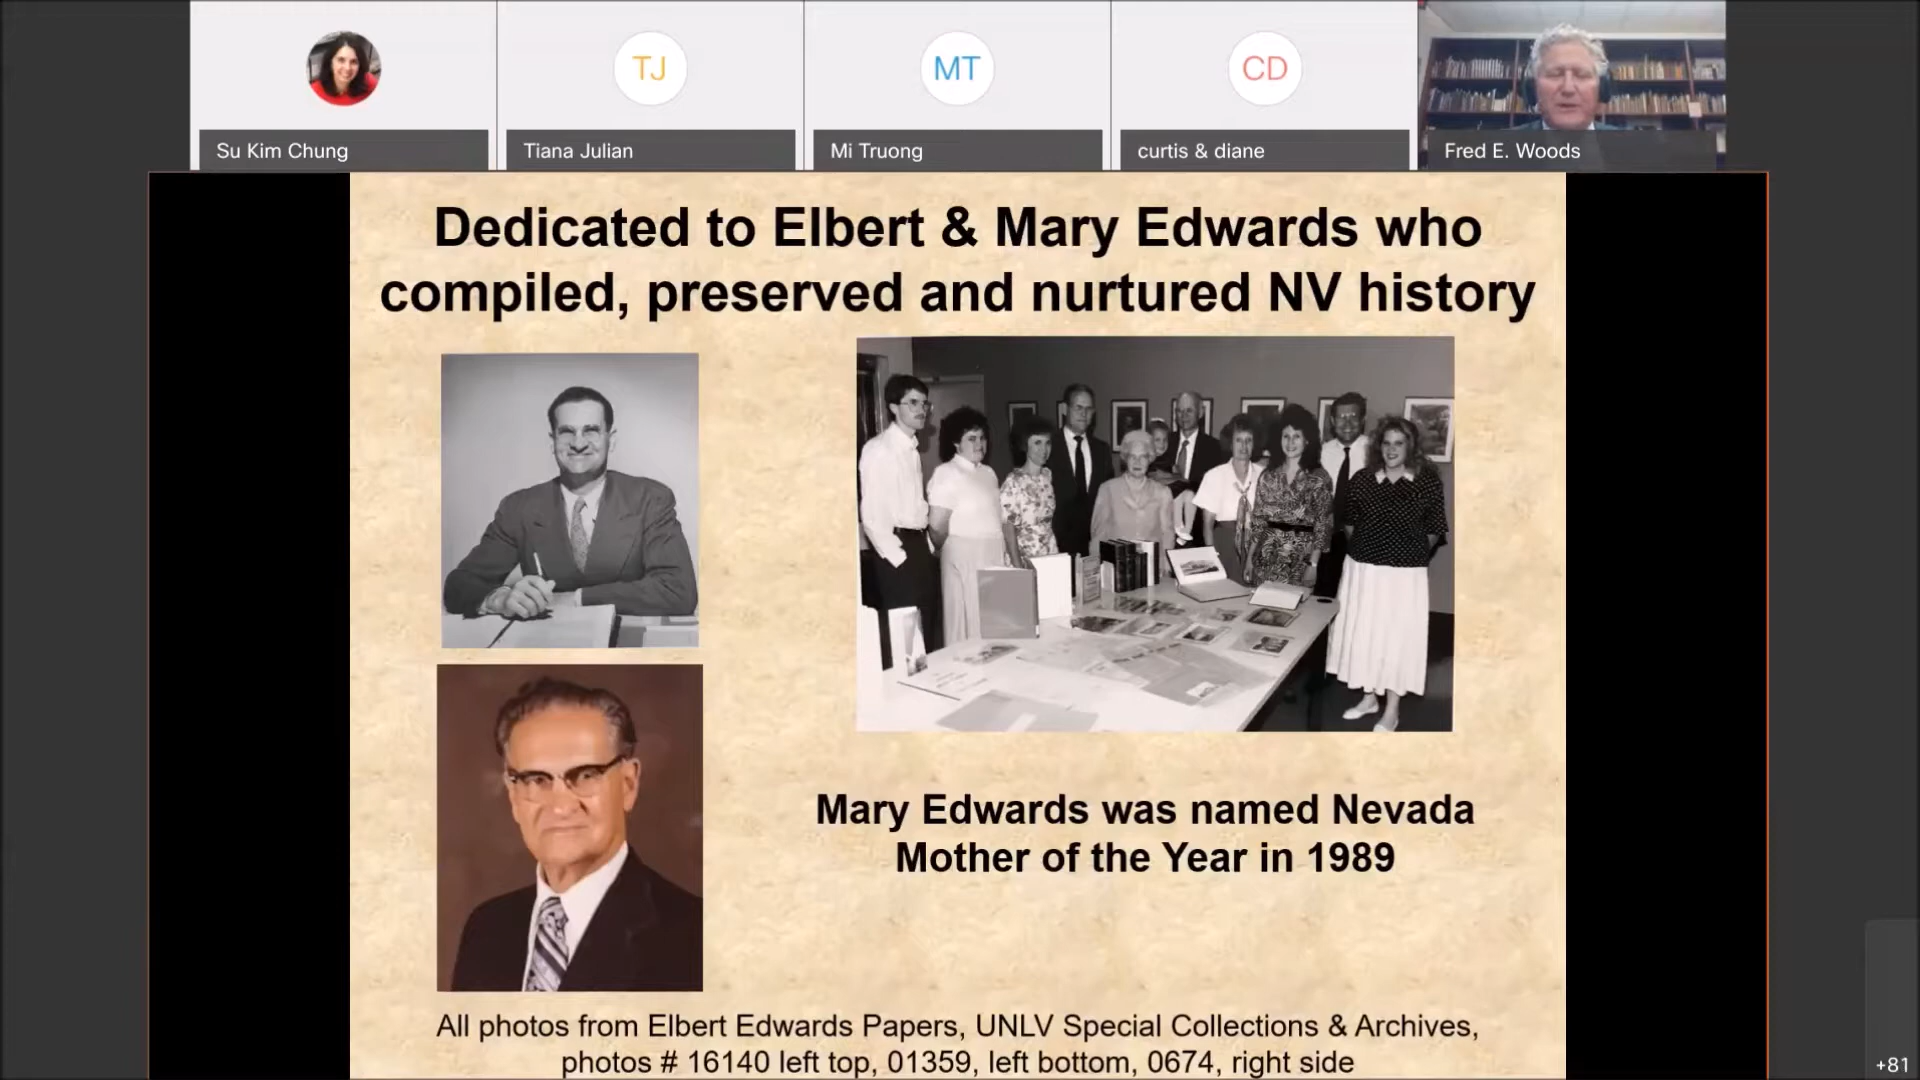 TJ
MT
CD
Su Kim Chung
Tiana Julian
Mi Truong
curtis & diane
Fred E. Woods
Dedicated to Elbert & Mary Edwards who
compiled, preserved and nurtured NV history
Mary Edwards was named Nevada
Mother of the Year in 1989
All photos from Elbert Edwards Papers, UNLV Special Collections & Archives,
photos # 16140 left top, 01359, left bottom, 0674, right side
+81